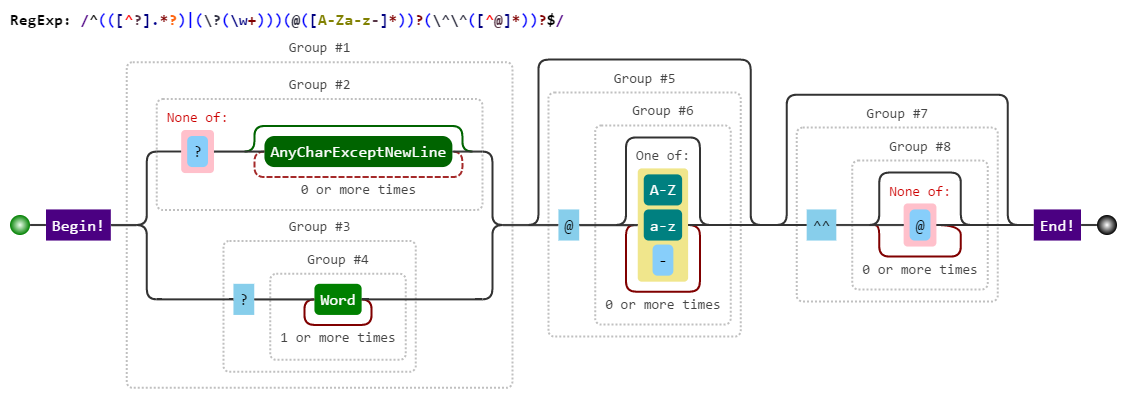 RegExp: /^(([^?].*?)|(\?(\w+)))(@([A-Za-z-]*))?(\^\^([^@]*))?$/
Group #1
Group #2
None of:
?
AnyCharExceptNewLine
0 or more times
Group #3
Group #4
?
Word
1 or more times
Begin!
Group #5
Group #6
One of:
A-Z
a-z
-
@
0 or more times
Group #7
Group #8
None of:
^^
@
0 or more times
End!